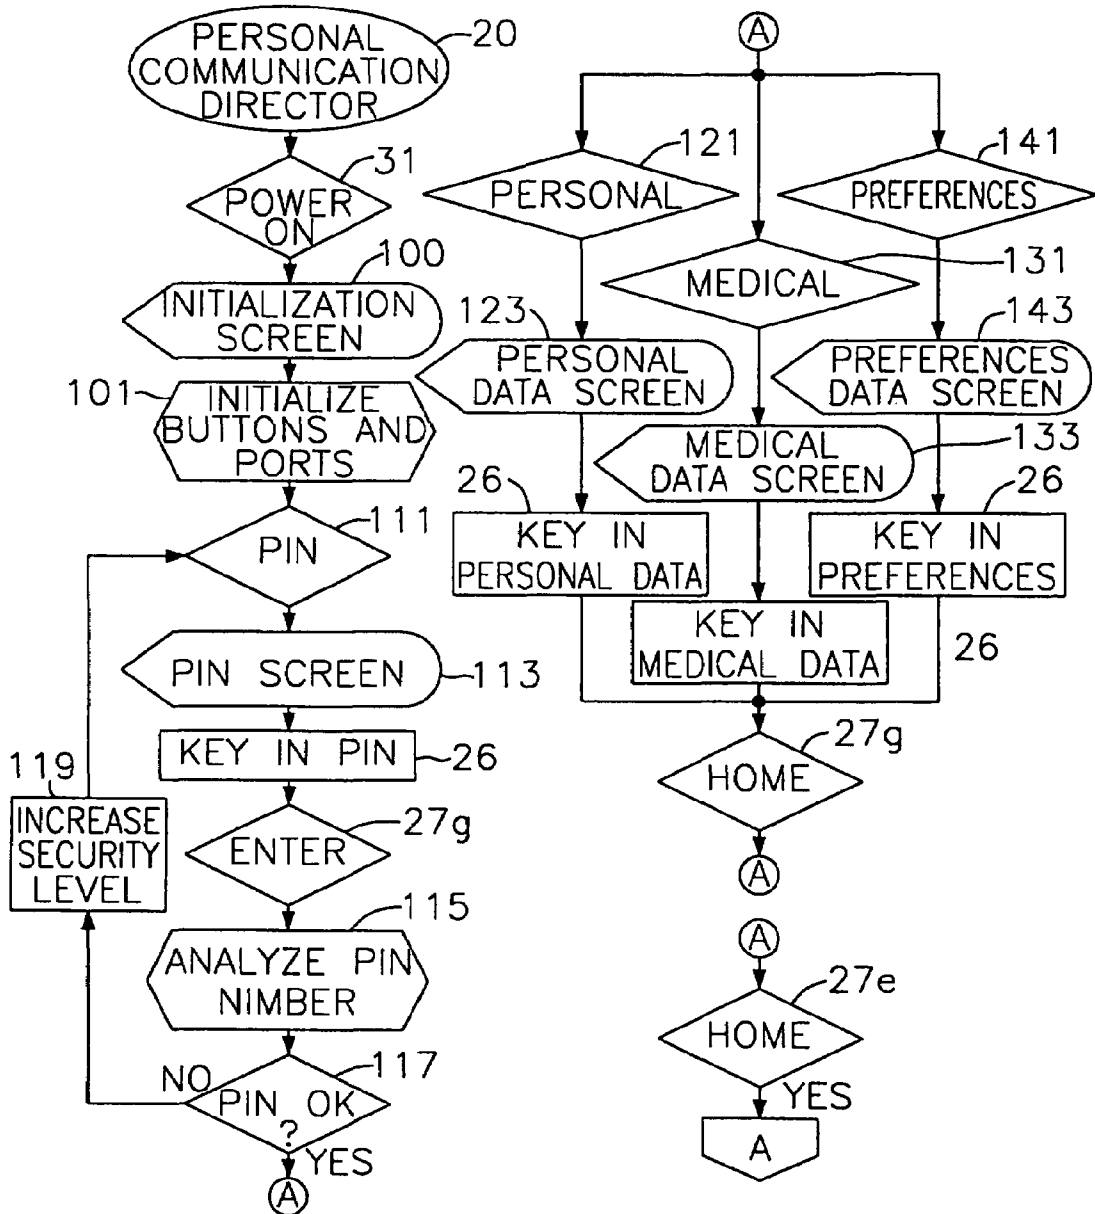 PERSONAL
COMMUNICATION
DIRECTOR
20
POWER
ON
31
INITIALIZATION
SCREEN
100
INITIALIZE
BUTTONS AND
PORTS
101
PIN
111
PIN SCREEN
113
KEY IN PIN
26
ENTER
27g
ANALYZE PIN
NIMBER
115
PIN OK
?
117
NO
YES
A
INCREASE
SECURITY
LEVEL
119
A
PERSONAL
121
PREFERENCES
141
MEDICAL
131
PERSONAL
DATA SCREEN
123
PREFERENCES
DATA SCREEN
143
MEDICAL
DATA SCREEN
133
KEY IN
PERSONAL DATA
26
KEY IN
PREFERENCES
26
KEY IN
MEDICAL DATA
26
HOME
27g
A
A
HOME
27e
YES
A